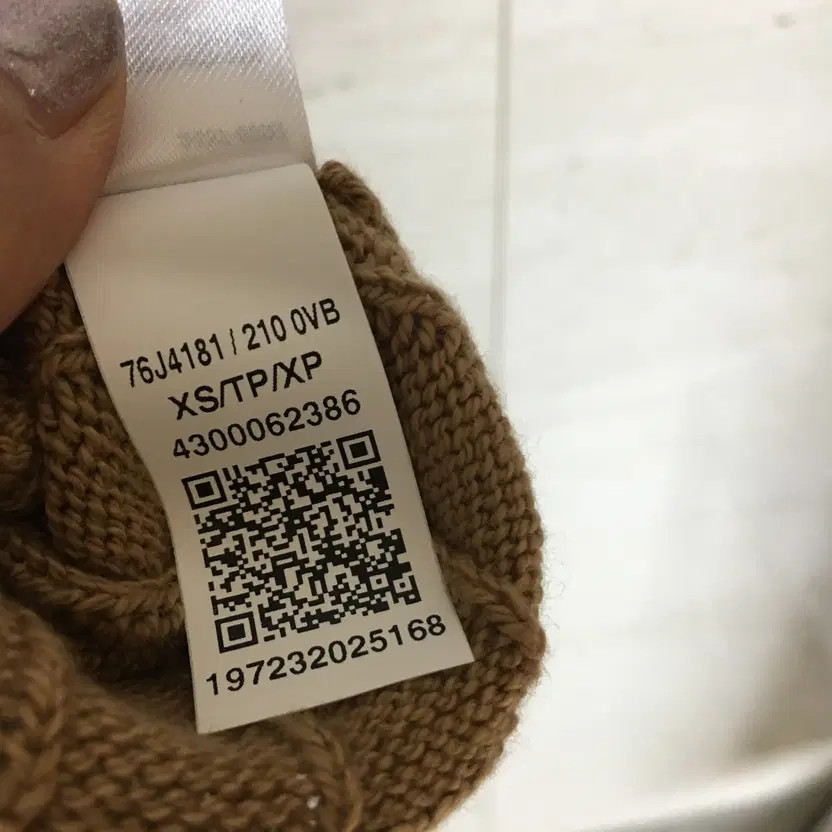 76J4181 / 210 0VB
XS/TP/XP
4300062386
197232025168